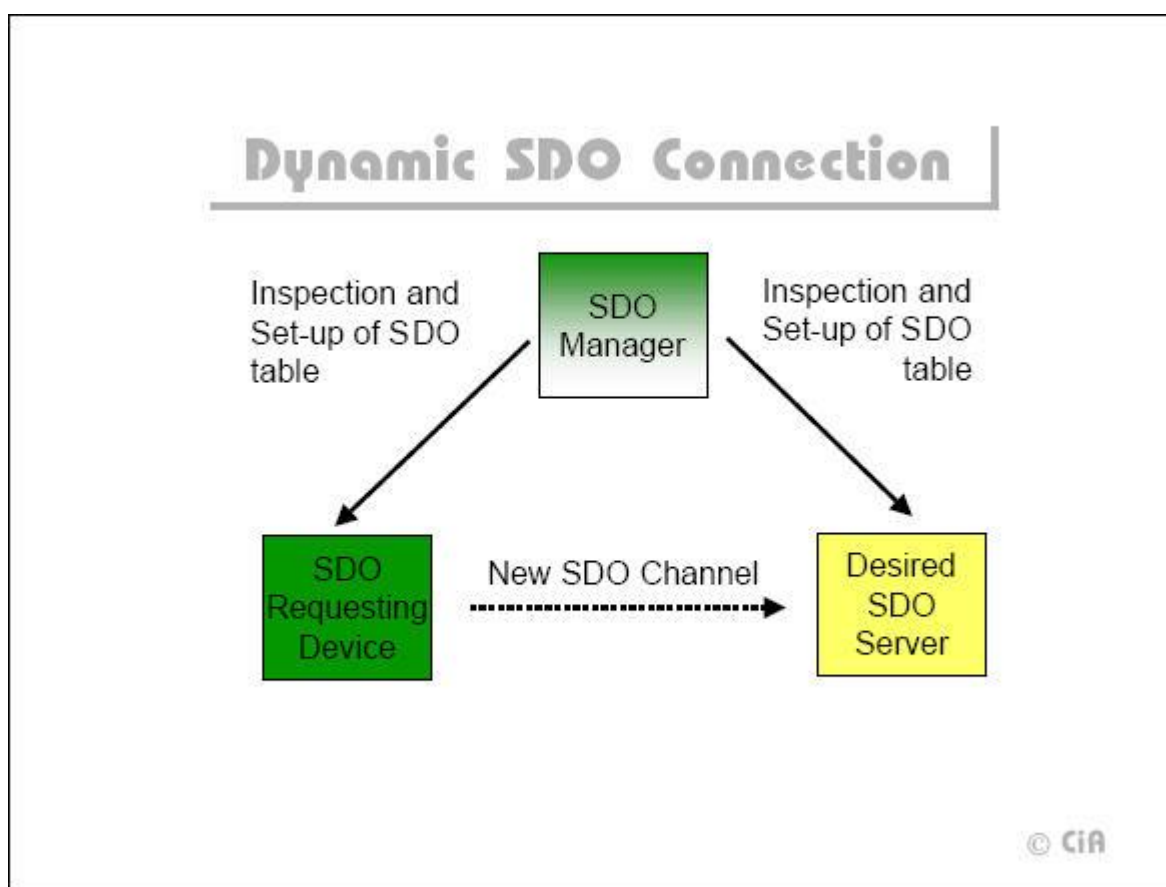 Dynamic SDO Connection
Inspection and
Set-up of SDO
table
SDO
Manager
Inspection and
Set-up of SDO
table
SDO
Requesting
Device
New SDO Channel
Desired
SDO
Server
© CiA